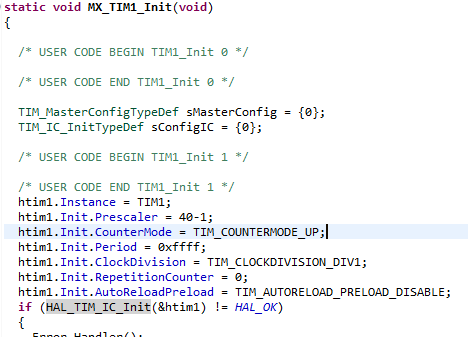 static void MX_TIM1_Init(void)
{
/* USER CODE BEGIN TIM1_Init 0 */
/* USER CODE END TIM1_Init 0 */
TIM_MasterConfigTypeDef sMasterConfig = {0};
TIM_IC_InitTypeDef sConfigIC = {0};
/* USER CODE BEGIN TIM1_Init 1 */
/* USER CODE END TIM1_Init 1 */
htim1.Instance = TIM1;
htim1.Init.Prescaler = 40-1;
htim1.Init.CounterMode = TIM_COUNTERMODE_UP;
htim1.Init.Period = 0xffff;
htim1.Init.ClockDivision = TIM_CLOCKDIVISION_DIV1;
htim1.Init.RepetitionCounter = 0;
htim1.Init.AutoReloadPreload = TIM_AUTORELOAD_PRELOAD_DISABLE;
if (HAL_TIM_IC_Init(&htim1) != HAL_OK)
{
Error_Handler();